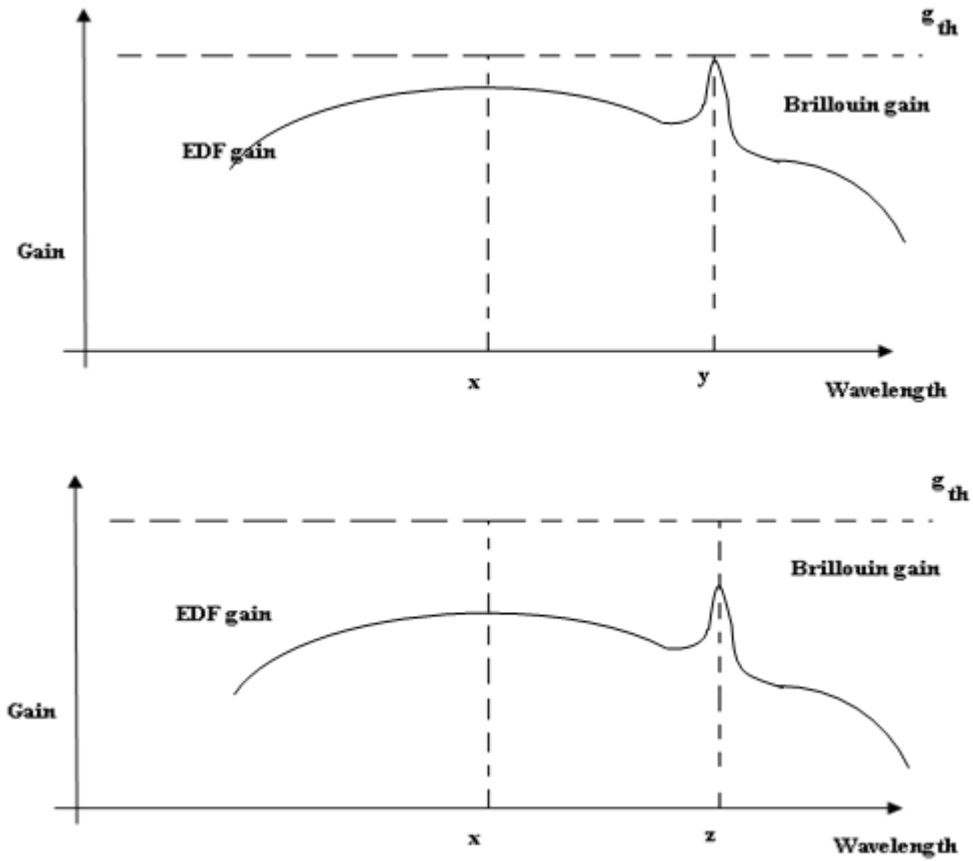 g th
Brillouin gain
EDF gain
Gain
x
y
Wavelength
g th
Brillouin gain
EDF gain
Gain
x
z
Wavelength